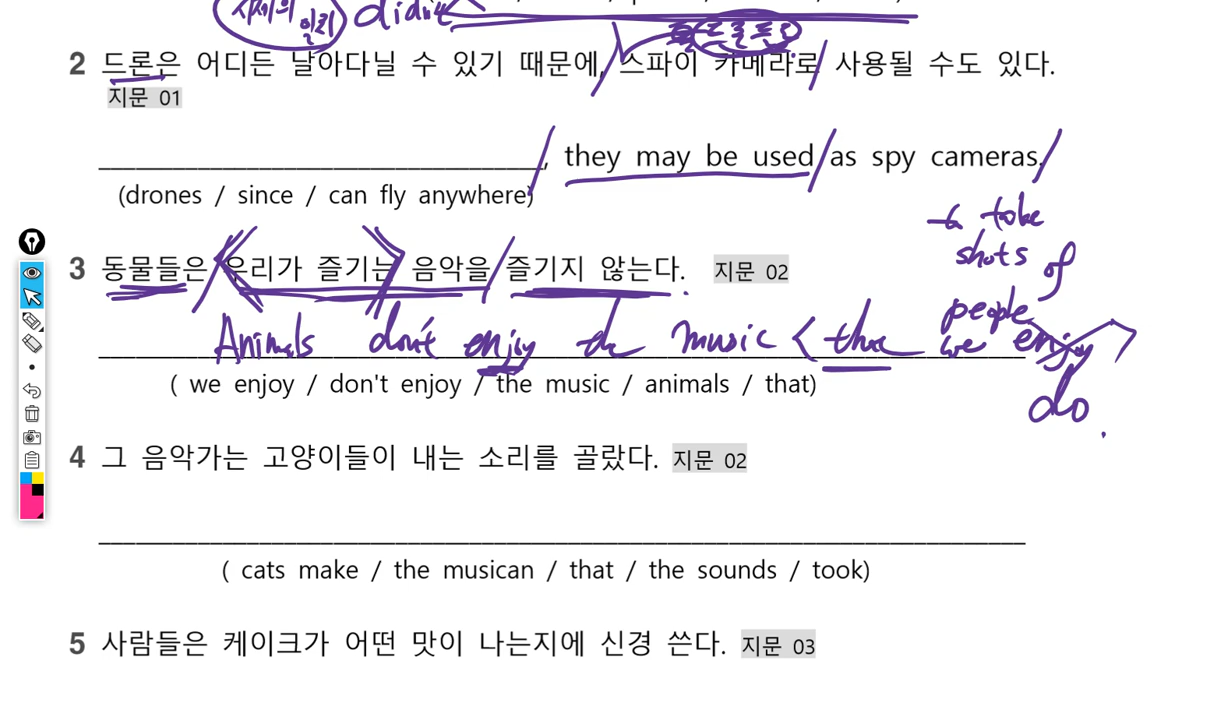 didn't
2 드론은 어디든 날아다닐 수 있기 때문에, 스파이 카메라로 사용될 수도 있다.
지문 01
____________________, they may be used as spy cameras.
(drones / since / can fly anywhere)
to take
shots of
people
3 동물들은 우리가 즐기는 음악을 즐기지 않는다. 지문 02
Animals don't enjoy the music < that we enjoy >
do.
( we enjoy / don't enjoy / the music / animals / that)
4 그 음악가는 고양이들이 내는 소리를 골랐다. 지문 02
( cats make / the musican / that / the sounds / took)
5 사람들은 케이크가 어떤 맛이 나는지에 신경 쓴다. 지문 03